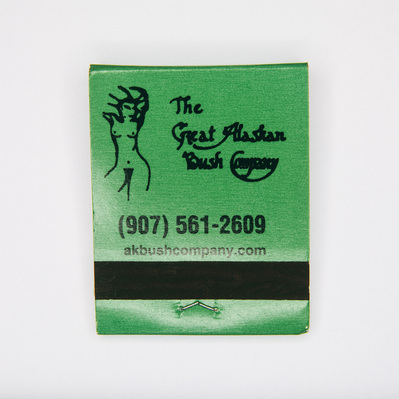 The
Great Alaskan
Bush Company
(907) 561-2609
akbushcompany.com